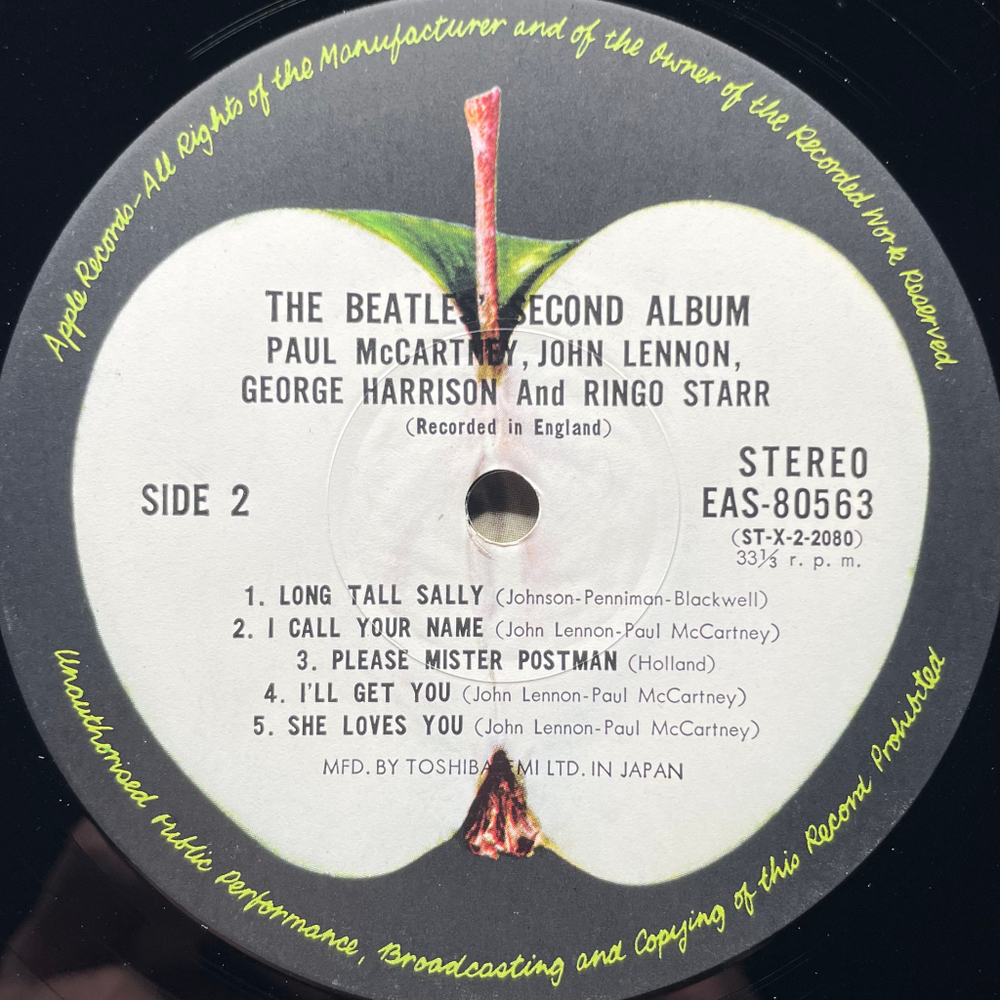 Apple Records-All Rights of the Manufacturer and of the Owner of the Recorded Work Reserved
THE BEATLES' SECOND ALBUM
PAUL McCARTNEY, JOHN LENNON,
GEORGE HARRISON And RINGO STARR
(Recorded in England)
STEREO
SIDE 2
EAS-80563
(ST-X-2-2080)
33⅓ r. p. m.
1. LONG TALL SALLY (Johnson-Penniman-Blackwell)
2. I CALL YOUR NAME (John Lennon-Paul McCartney)
3. PLEASE MISTER POSTMAN (Holland)
4. I'LL GET YOU (John Lennon-Paul McCartney)
5. SHE LOVES YOU (John Lennon-Paul McCartney)
MFD. BY TOSHIBA-EMI LTD. IN JAPAN
Unauthorised Public Performance, Broadcasting and Copying of this Record Prohibited